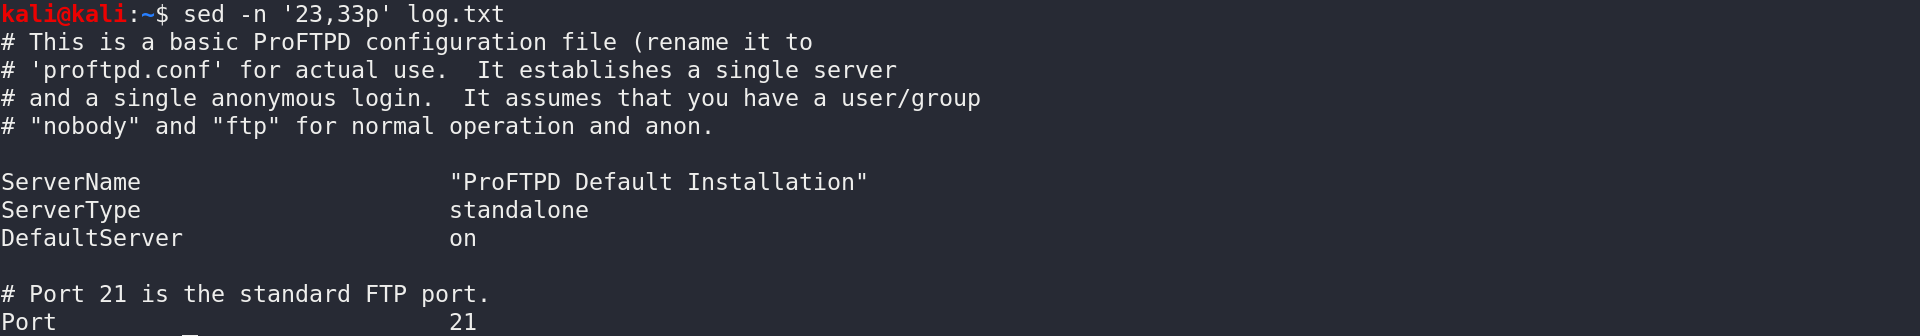 kali@kali:~$ sed -n '23,33p' log.txt
# This is a basic ProFTPD configuration file (rename it to
# 'proftpd.conf' for actual use.  It establishes a single server
# and a single anonymous login.  It assumes that you have a user/group
# "nobody" and "ftp" for normal operation and anon.

ServerName                      "ProFTPD Default Installation"
ServerType                      standalone
DefaultServer                   on

# Port 21 is the standard FTP port.
Port                            21